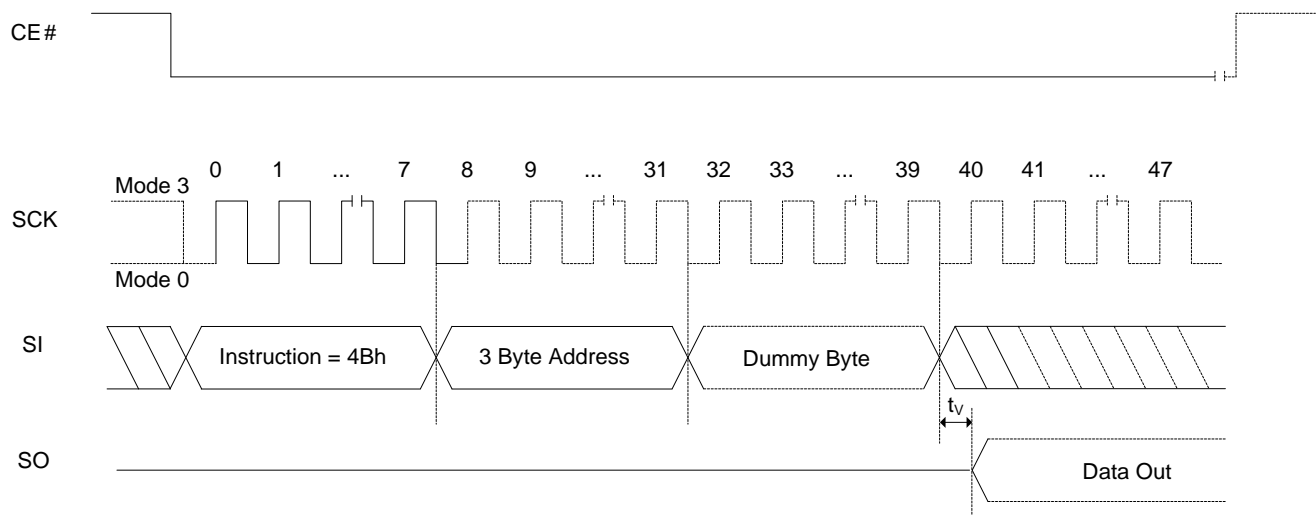 CE#
0 1 ... 7 8 9 ... 31 32 33 ... 39 40 41 ... 47
Mode 3
SCK
Mode 0
SI
Instruction = 4Bh
3 Byte Address
Dummy Byte
tV
SO
Data Out